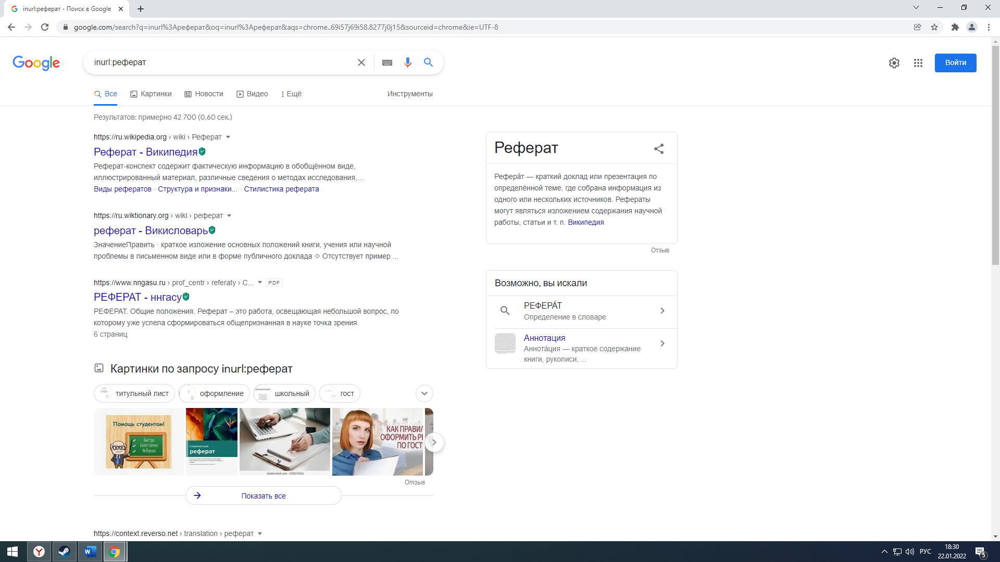 inurl:реферат - Поиск в Google
google.com/search?q=inurl%3Aреферат&oq=inurl%3Aреферат&aqs=chrome..69i57j69i58.8277j0j15&sourceid=chrome&ie=UTF-8
Google
inurl:реферат
Войти
Все
Картинки
Новости
Видео
Ещё
Инструменты
Результатов: примерно 42 700 (0,60 сек.)
https://ru.wikipedia.org › wiki › Реферат
Реферат - Википедия
Реферат-конспект содержит фактическую информацию в обобщённом виде,
иллюстрированный материал, различные сведения о методах исследования,…
Виды рефератов · Структура и признаки... · Стилистика реферата
https://ru.wiktionary.org › wiki › реферат
реферат - Викисловарь
ЗначениеПравить · краткое изложение основных положений книги, учения или научной
проблемы в письменном виде или в форме публичного доклада ◇ Отсутствует пример ...
https://www.nngasu.ru › prof_centr › referaty › С... PDF
РЕФЕРАТ - ннгасу
РЕФЕРАТ. Общие положения. Реферат – это работа, освещающая небольшой вопрос, по
которому уже успела сформироваться общепризнанная в науке точка зрения.
6 страниц
Картинки по запросу inurl:реферат
титульный лист
оформление
школьный
гост
Помощь студентам!
Быстро
Качественно
Недорого
Современный
реферат
shutterstock.com · 1932176261
КАК ПРАВИЛ
ОФОРМИТЬ РЕ
ПО ГОСТ
Отзыв
Показать все
https://context.reverso.net › translation › реферат
Реферат
Рефера́т — краткий доклад или презентация по
определённой теме, где собрана информация из
одного или нескольких источников. Рефераты
могут являться изложением содержания научной
работы, статьи и т. п. Википедия
Отзыв
Возможно, вы искали
РЕФЕРА́Т
Определение в словаре
Аннотация
Аннота́ция — краткое содержание
книги, рукописи, ...
РУС
18:30
22.01.2022
5